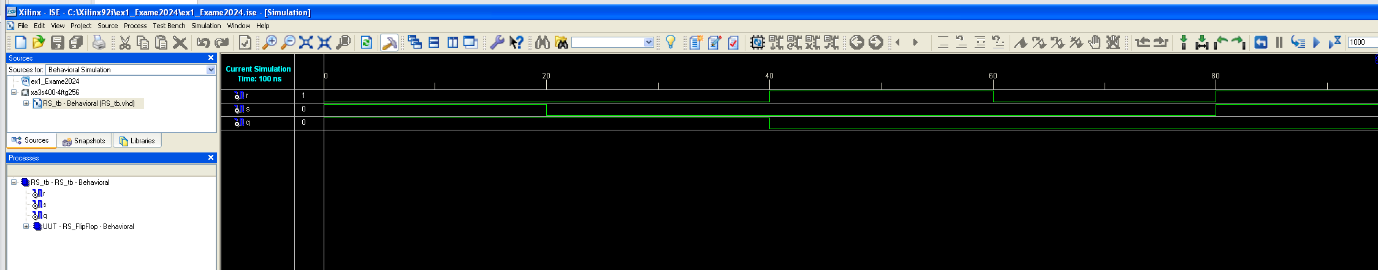 Xilinx - ISE - C:\Xilinx92i\ex1_Exame2024\ex1_Exame2024.ise - [Simulation]
File Edit View Project Source Process Test Bench Simulation Window Help
1000
Sources
Sources for: Behavioral Simulation
ex1_Exame2024
xa3s400-4ftg256
RS_tb - Behavioral (RS_tb.vhd)
Sources Snapshots Libraries
Processes
RS_tb - RS_tb - Behavioral
r
s
q
UUT - RS_FlipFlop - Behavioral
Current Simulation
Time: 100 ns
0 20 40 60 80
r 1
s 0
q 0